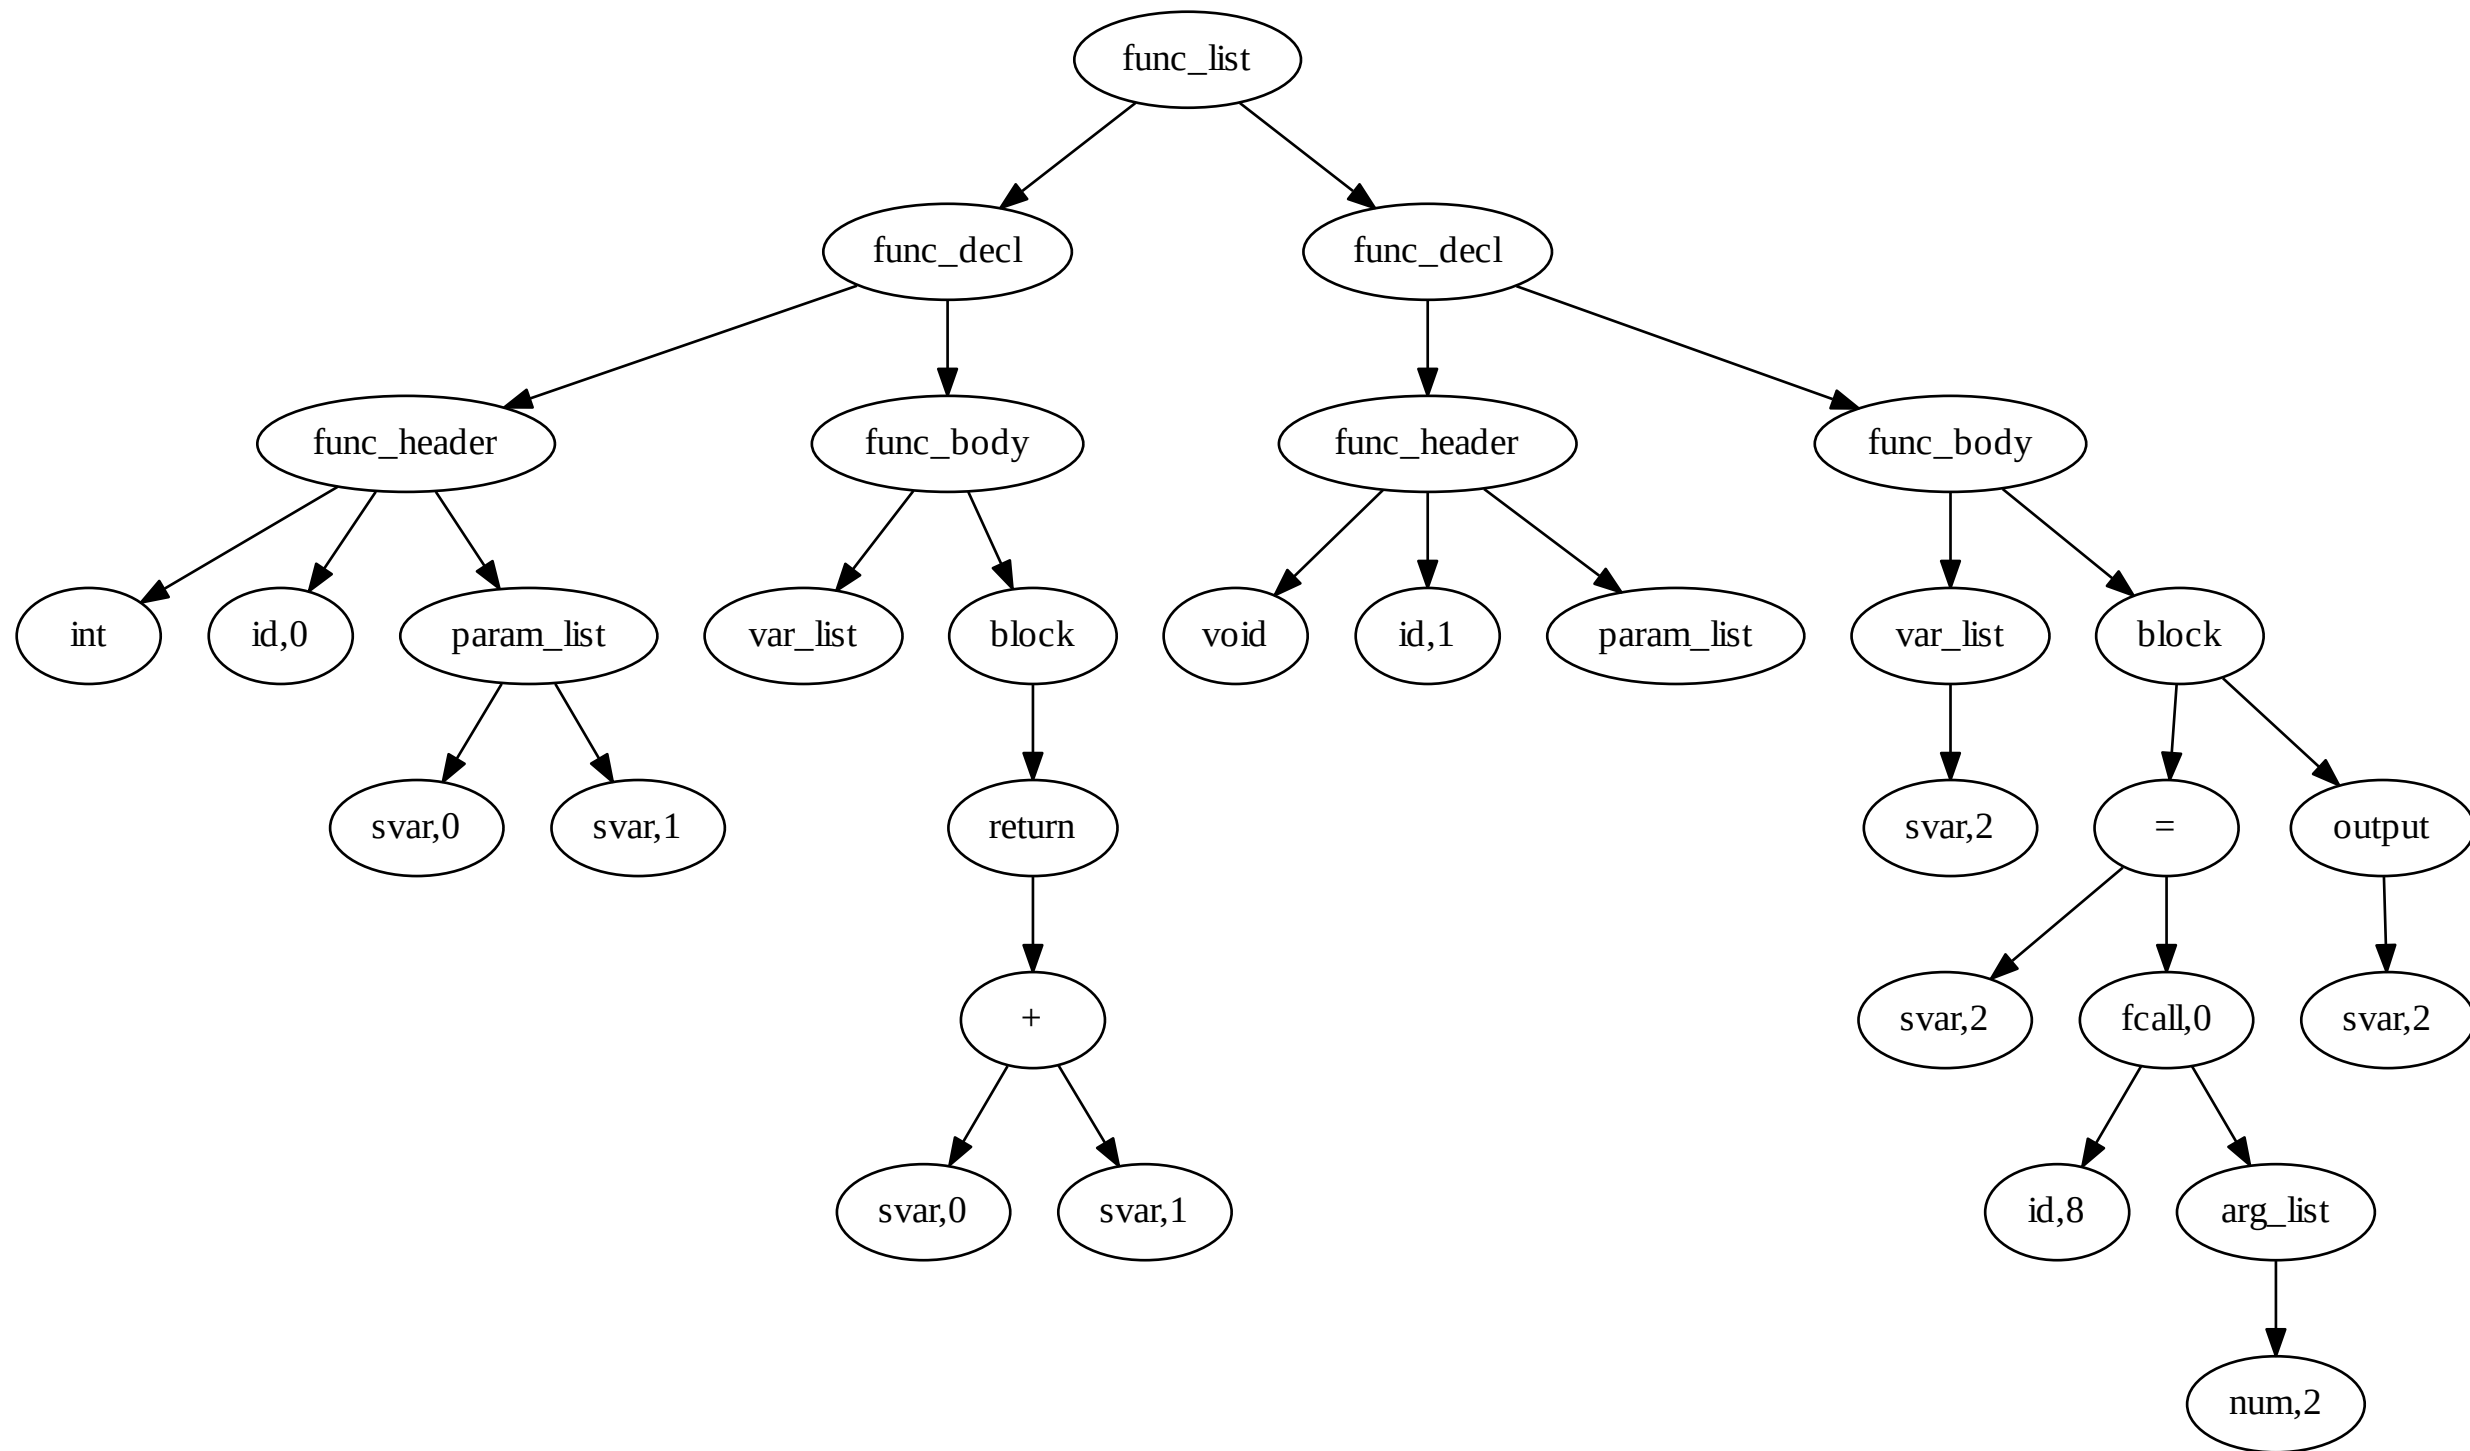 func_list
func_decl
func_decl
func_header
func_body
func_header
func_body
int
id,0
param_list
var_list
block
void
id,1
param_list
var_list
block
svar,0
svar,1
return
svar,2
=
output
+
svar,2
fcall,0
svar,2
svar,0
svar,1
id,8
arg_list
num,2